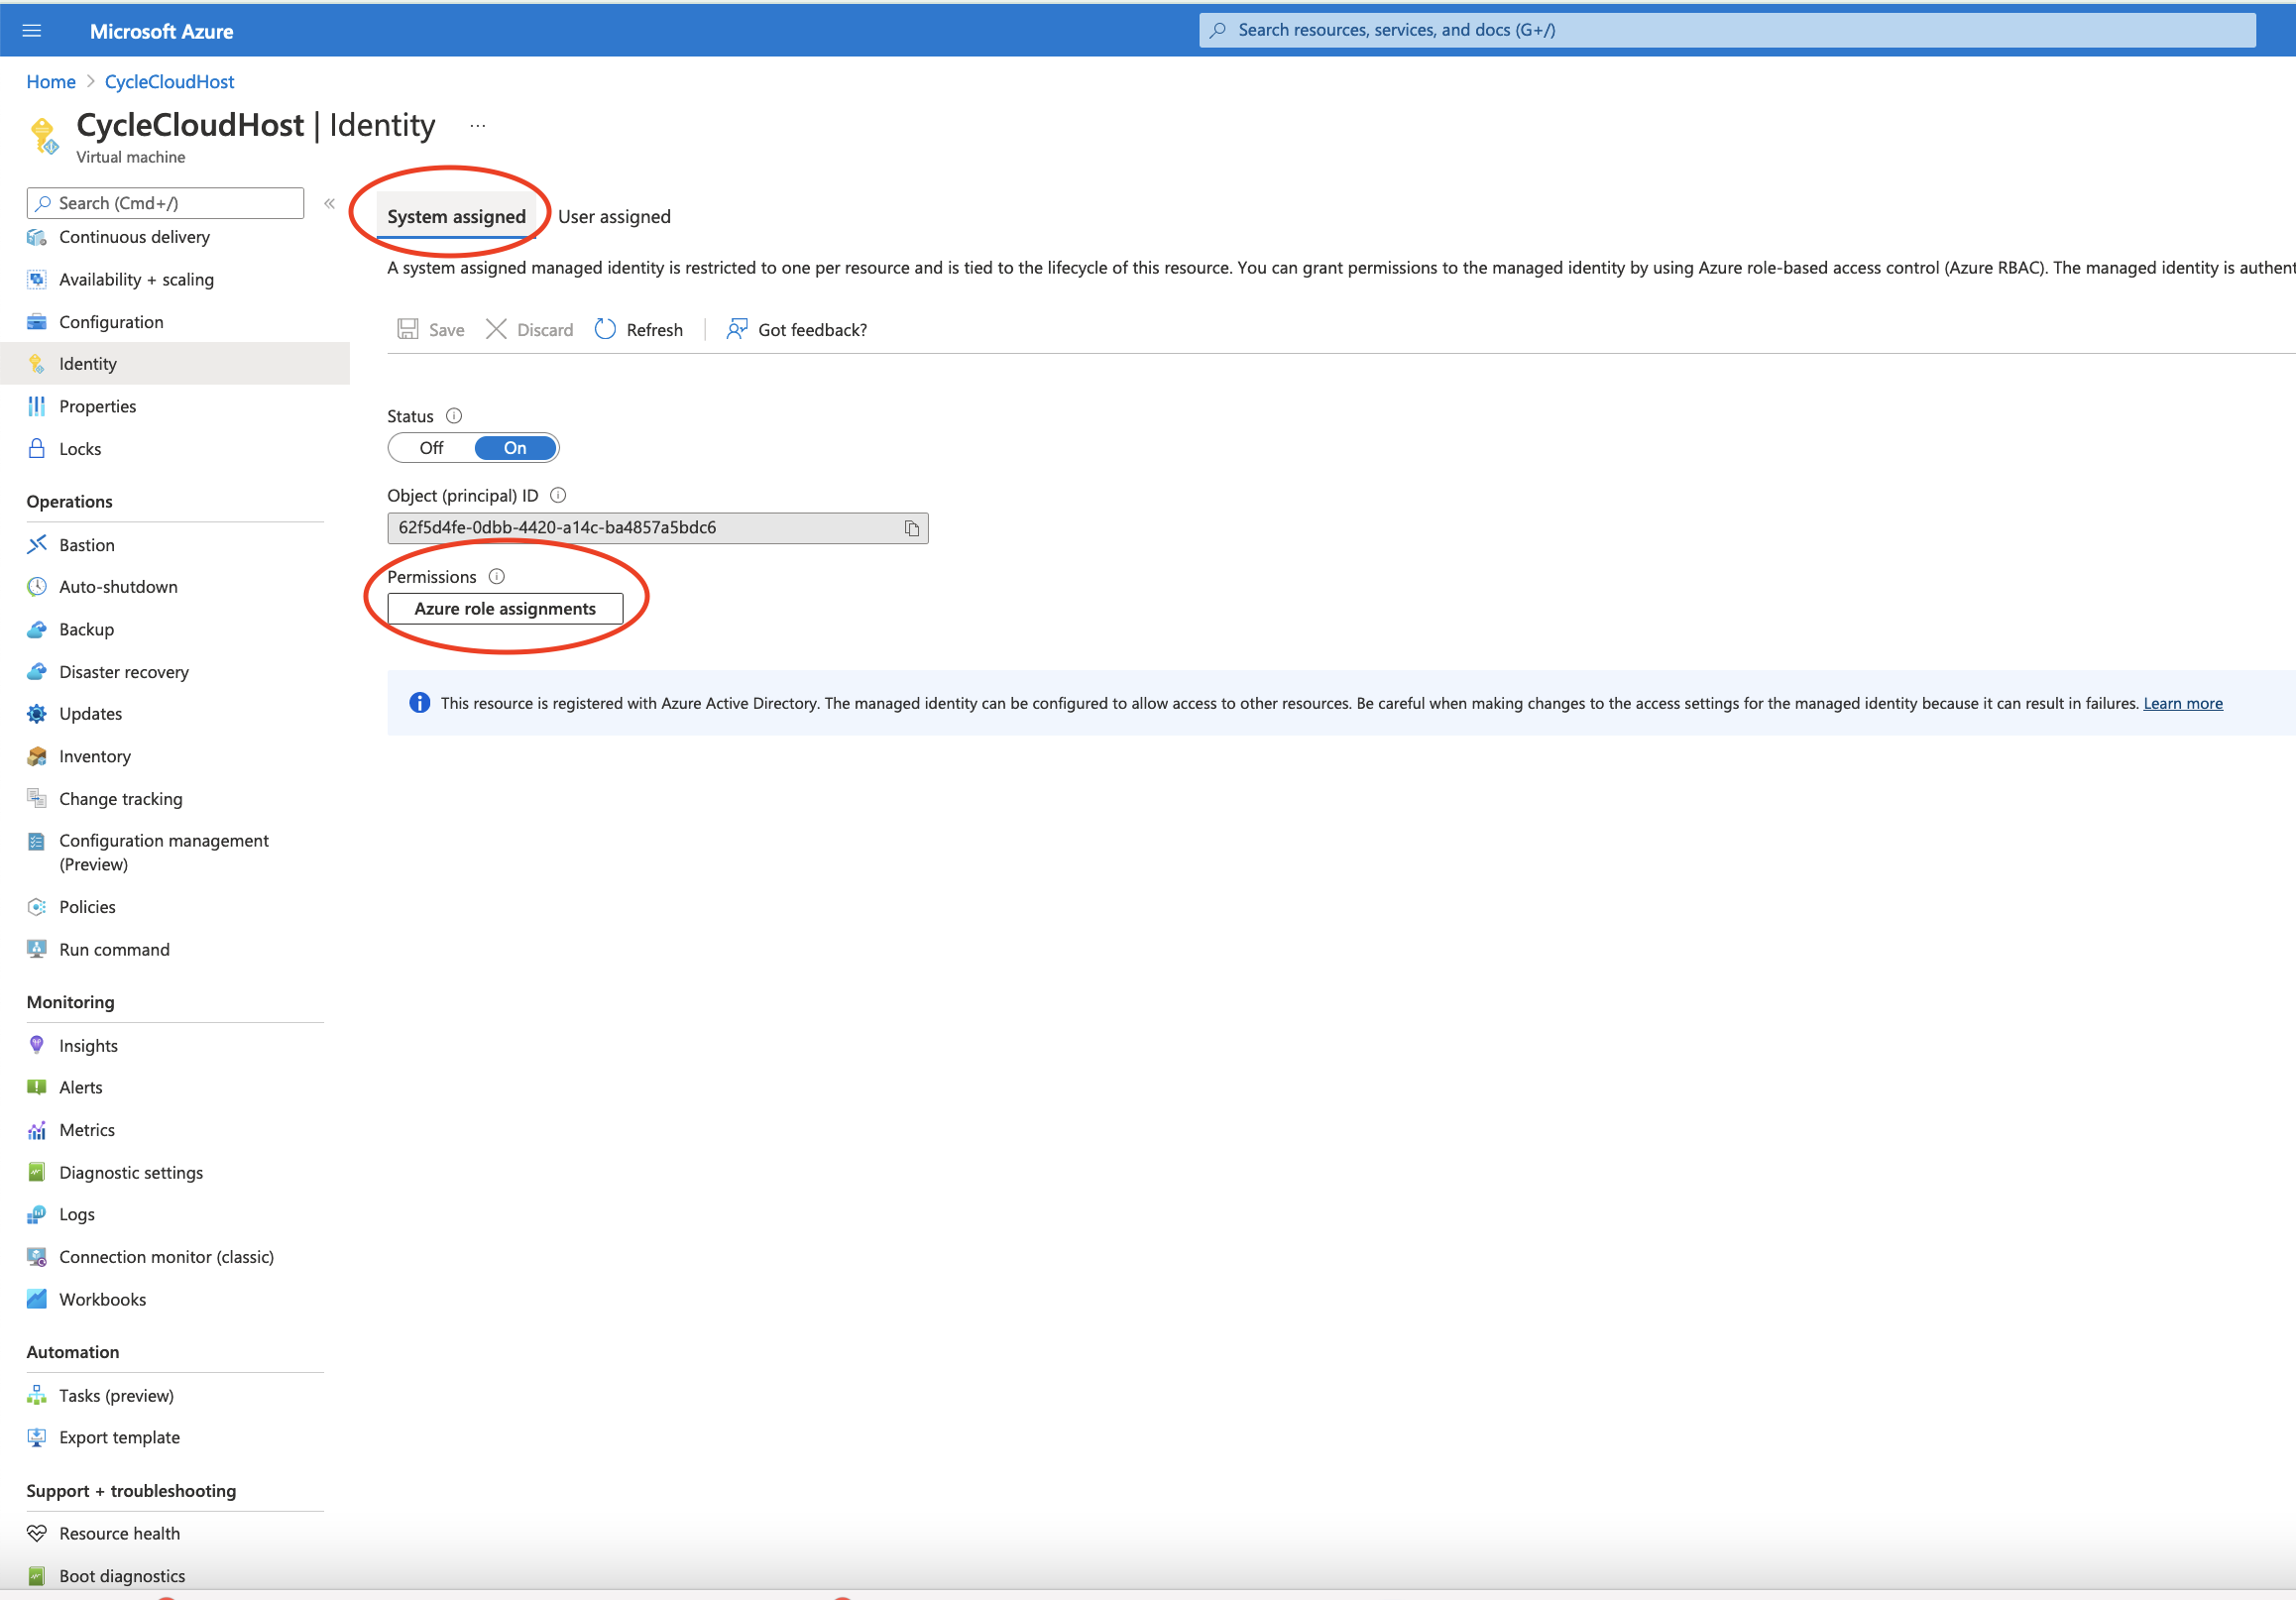 Microsoft Azure
Search resources, services, and docs (G+/)
Home > CycleCloudHost
CycleCloudHost | Identity ...
Virtual machine
Search (Cmd+/)
«
Continuous delivery
Availability + scaling
Configuration
Identity
Properties
Locks
Operations
Bastion
Auto-shutdown
Backup
Disaster recovery
Updates
Inventory
Change tracking
Configuration management
(Preview)
Policies
Run command
Monitoring
Insights
Alerts
Metrics
Diagnostic settings
Logs
Connection monitor (classic)
Workbooks
Automation
Tasks (preview)
Export template
Support + troubleshooting
Resource health
Boot diagnostics
System assigned User assigned
A system assigned managed identity is restricted to one per resource and is tied to the lifecycle of this resource. You can grant permissions to the managed identity by using Azure role-based access control (Azure RBAC). The managed identity is authent
Save Discard Refresh | Got feedback?
Status
Off On
Object (principal) ID
62f5d4fe-0dbb-4420-a14c-ba4857a5bdc6
Permissions
Azure role assignments
This resource is registered with Azure Active Directory. The managed identity can be configured to allow access to other resources. Be careful when making changes to the access settings for the managed identity because it can result in failures. Learn more